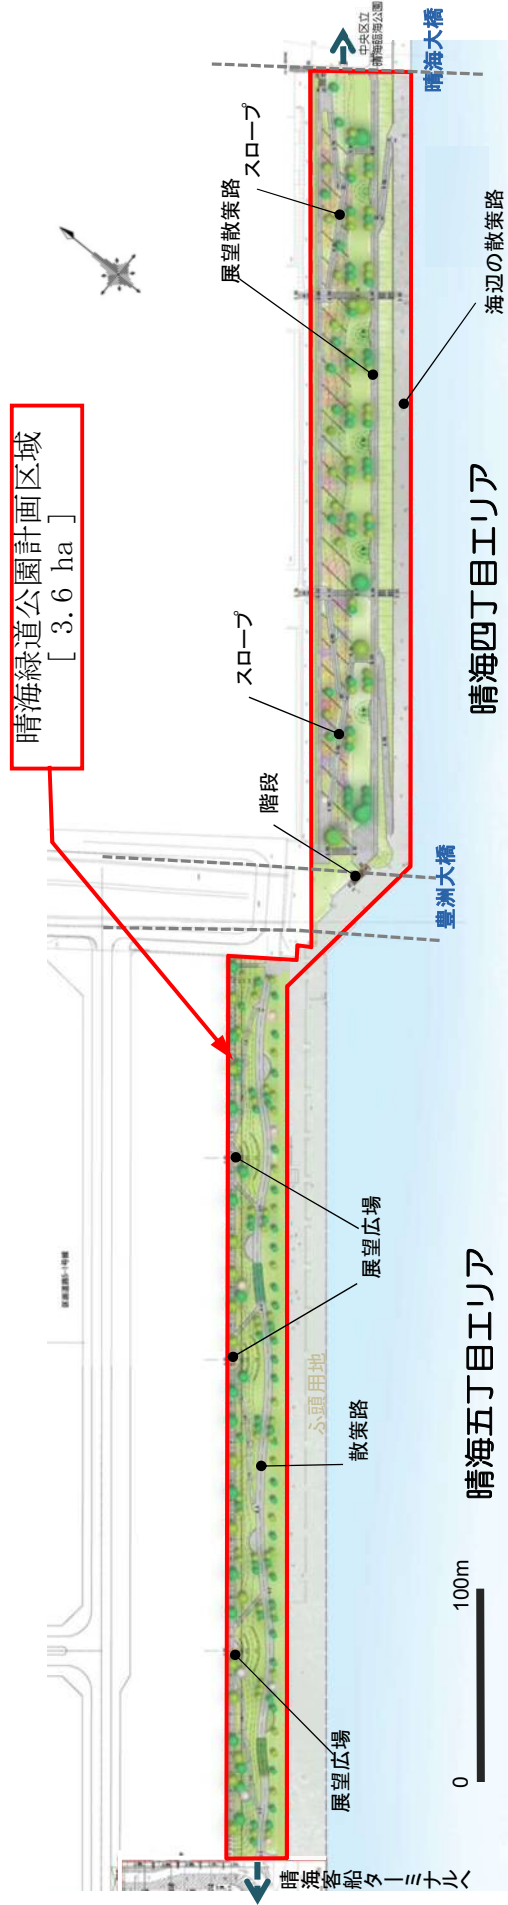 晴海緑道公園計画区域
[ 3.6 ha ]
中央区立
晴海臨海公園
晴海大橋
スロープ
展望散策路
海辺の散策路
スロープ
階段
豊洲大橋
晴海四丁目エリア
展望広場
ふ頭用地
散策路
展望広場
晴海五丁目エリア
0
100m
晴海客船ターミナルへ